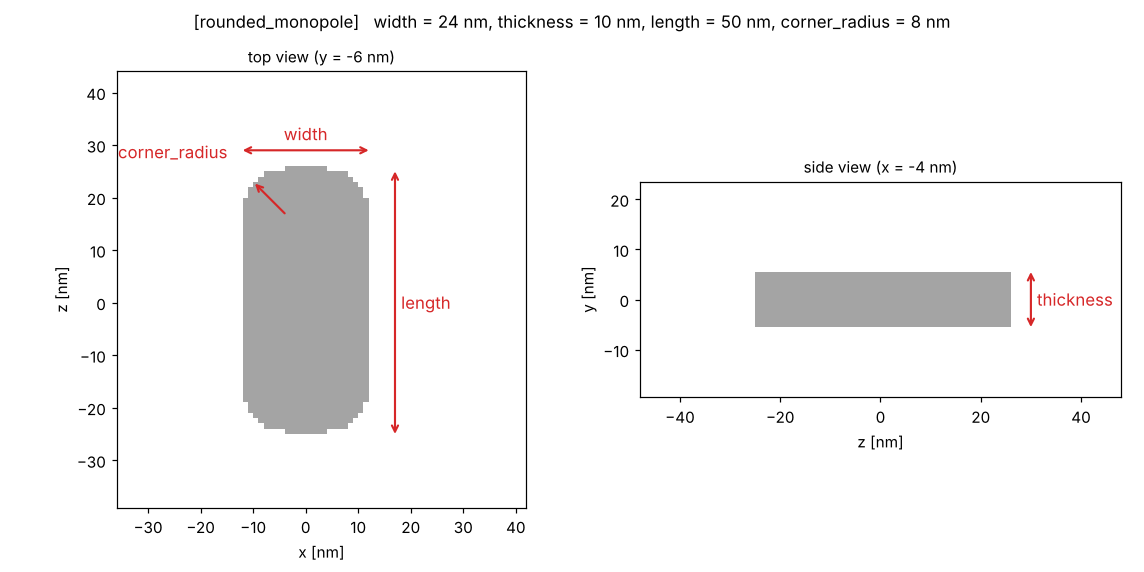 [rounded_monopole]   width = 24 nm, thickness = 10 nm, length = 50 nm, corner_radius = 8 nm
top view (y = -6 nm)
40
30
20
10
0
−10
−20
−30
z [nm]
corner_radius
width
length
−30
−20
−10
0
10
20
30
40
x [nm]
side view (x = -4 nm)
20
10
0
−10
y [nm]
thickness
−40
−20
0
20
40
z [nm]